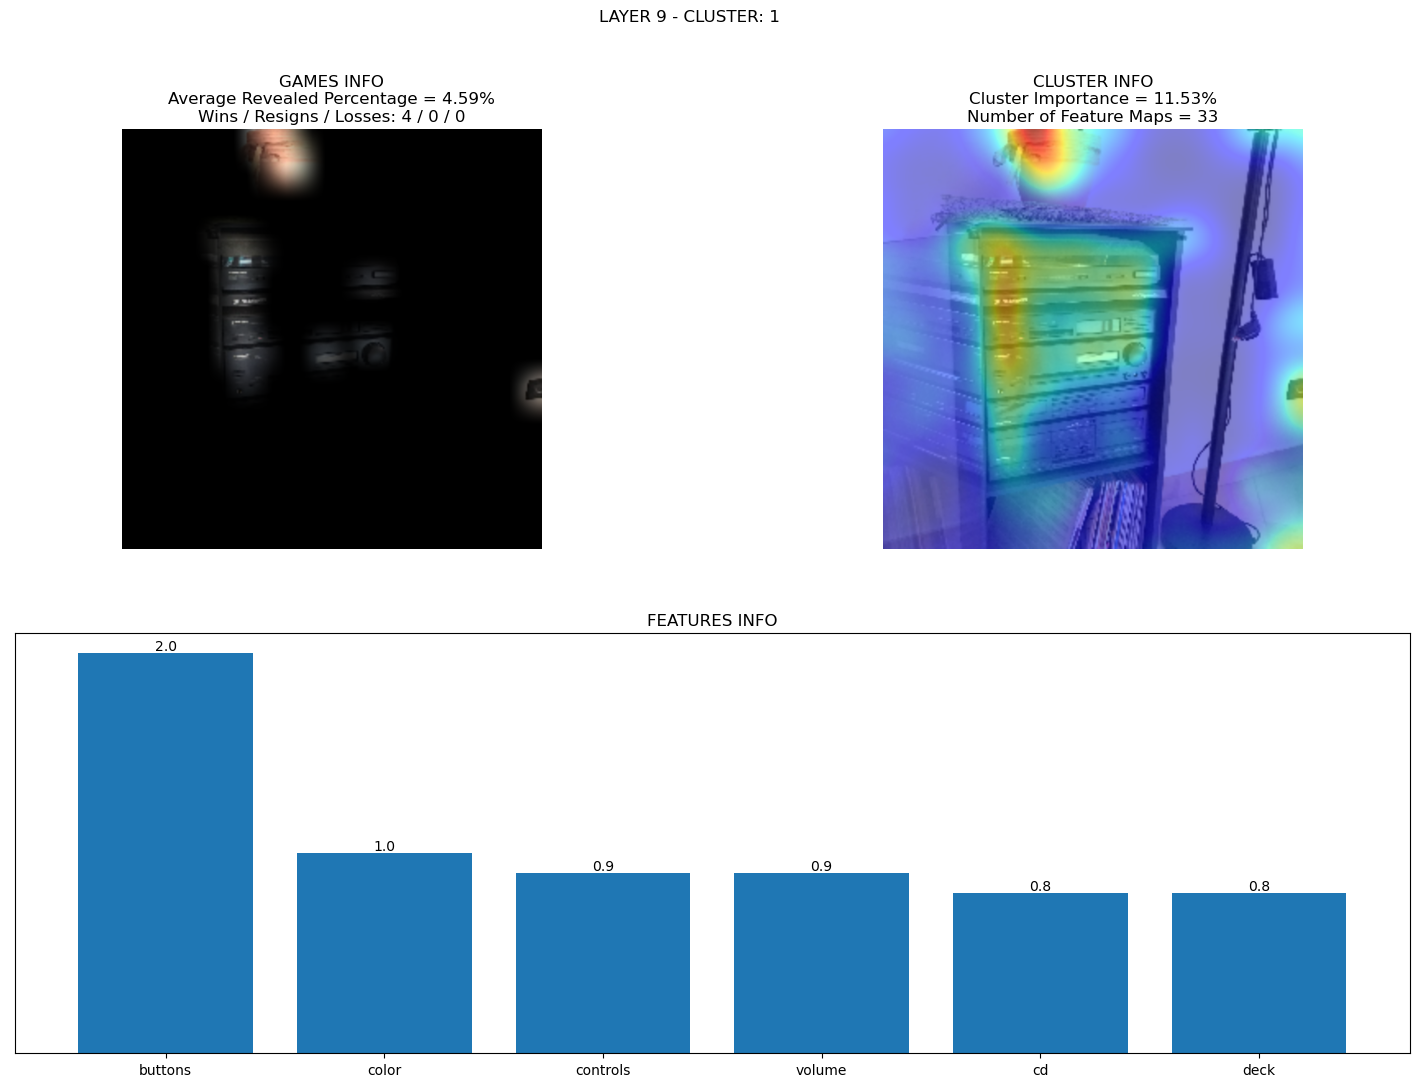 LAYER 9 - CLUSTER: 1
GAMES INFO
Average Revealed Percentage = 4.59%
Wins / Resigns / Losses: 4 / 0 / 0
CLUSTER INFO
Cluster Importance = 11.53%
Number of Feature Maps = 33
FEATURES INFO
2.0
1.0
0.9
0.9
0.8
0.8
buttons
color
controls
volume
cd
deck